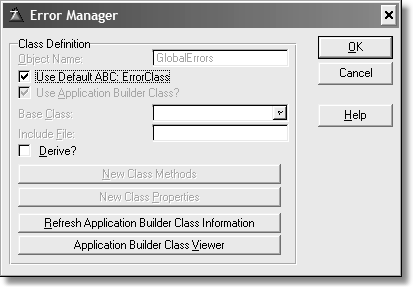 Error Manager
Class Definition
Object Name: GlobalErrors
OK
Use Default ABC: ErrorClass
Cancel
Use Application Builder Class?
Base Class:
Help
Include File:
Derive?
New Class Methods
New Class Properties
Refresh Application Builder Class Information
Application Builder Class Viewer